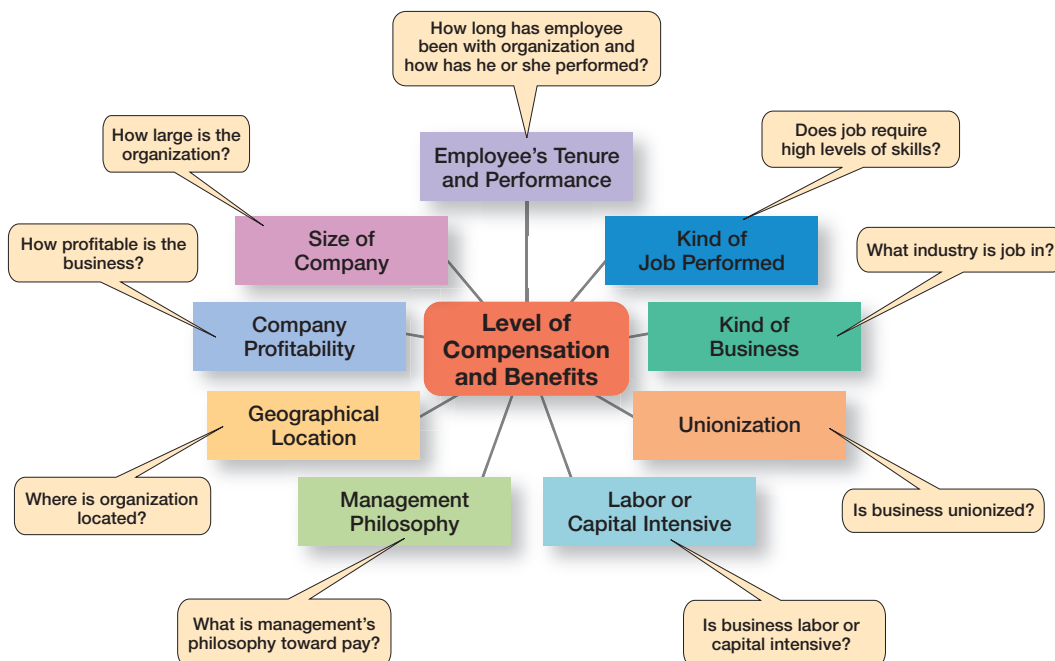 How long has employee
been with organization and
how has he or she performed?
Employee's Tenure
and Performance
How large is the
organization?
Size of
Company
Does job require
high levels of skills?
Kind of
Job Performed
How profitable is the
business?
Company
Profitability
Level of
Compensation
and Benefits
What industry is job in?
Kind of
Business
Geographical
Location
Where is organization
located?
Unionization
Is business unionized?
Management
Philosophy
What is management's
philosophy toward pay?
Labor or
Capital Intensive
Is business labor or
capital intensive?